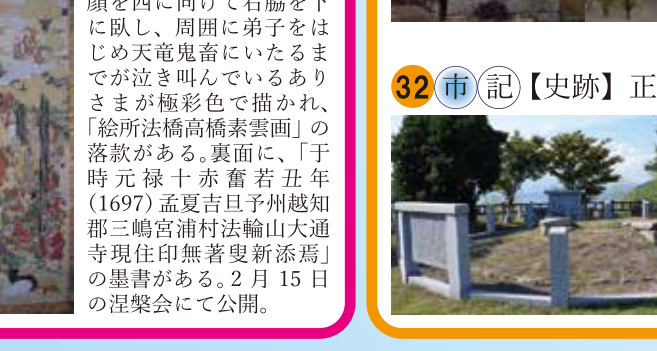 顔を西に向けて右脇を下
に臥し、周囲に弟子をは
じめ天竜鬼畜にいたるま
でが泣き叫んでいるあり
さまが極彩色で描かれ、
「絵所法橋高橋素雲画」の
落款がある。裏面に、「于
時元禄十赤奮若丑年
(1697)孟夏吉旦予州越知
郡三嶋宮浦村法輪山大通
寺現住印無著叟新添焉」
の墨書がある。2月15日
の涅槃会にて公開。
32 市 記【史跡】正